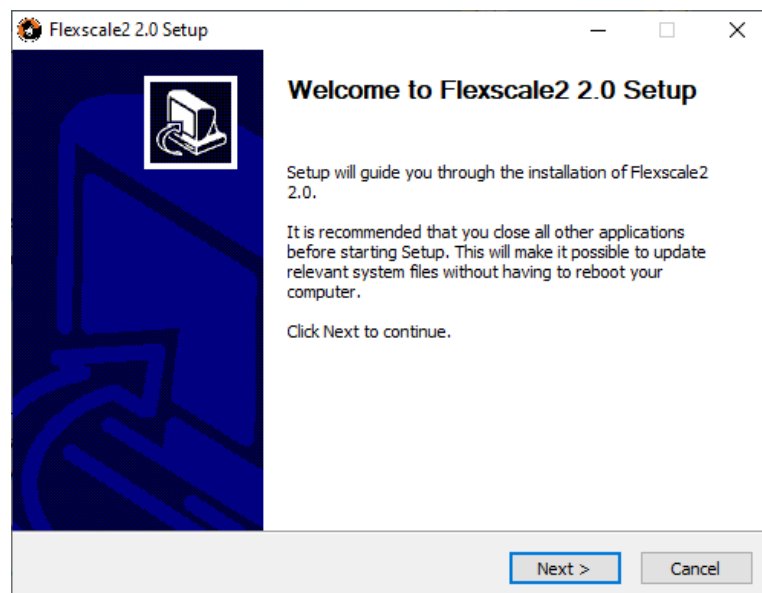 Flexscale2 2.0 Setup
Welcome to Flexscale2 2.0 Setup
Setup will guide you through the installation of Flexscale2
2.0.
It is recommended that you close all other applications
before starting Setup. This will make it possible to update
relevant system files without having to reboot your
computer.
Click Next to continue.
Next >
Cancel